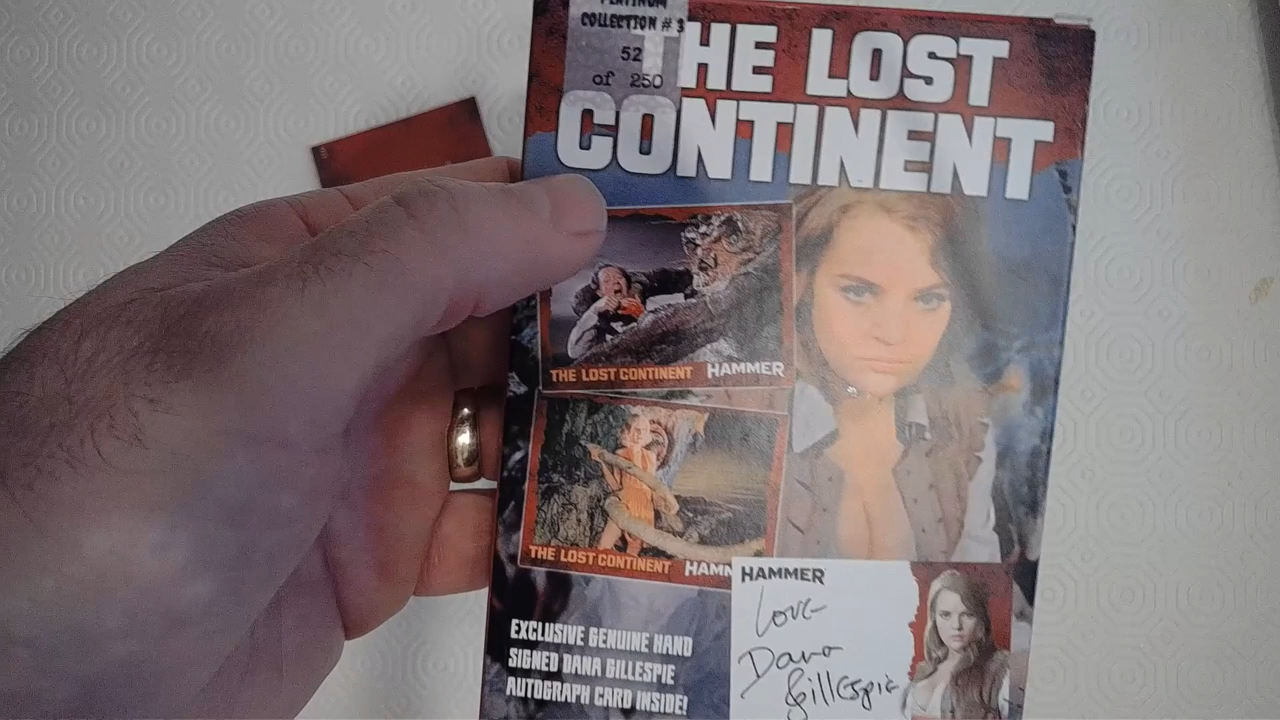 PLATINUM
COLLECTION # 3
52
of 250
THE LOST
CONTINENT
THE LOST CONTINENT HAMMER
THE LOST CONTINENT HAMM
HAMMER
Love
Dana
Gillespie
EXCLUSIVE GENUINE HAND
SIGNED DANA GILLESPIE
AUTOGRAPH CARD INSIDE!